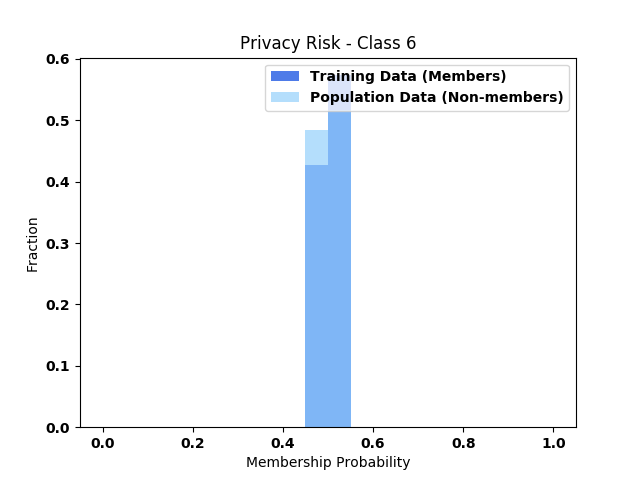 Privacy Risk - Class 6
Training Data (Members)
Population Data (Non-members)
0.6
0.5
0.4
0.3
0.2
0.1
0.0
Fraction
0.0 0.2 0.4 0.6 0.8 1.0
Membership Probability